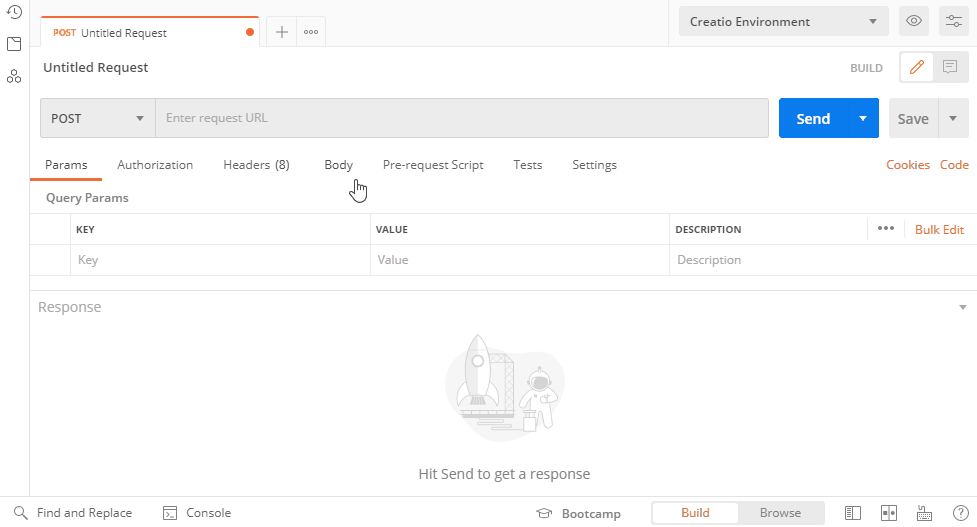 POST Untitled Request
Creatio Environment
Untitled Request
BUILD
POST Enter request URL Send Save
Params Authorization Headers (8) Body Pre-request Script Tests Settings Cookies Code
Query Params
KEY VALUE DESCRIPTION ••• Bulk Edit
Key Value Description
Response
Hit Send to get a response
Find and Replace Console Bootcamp Build Browse ?